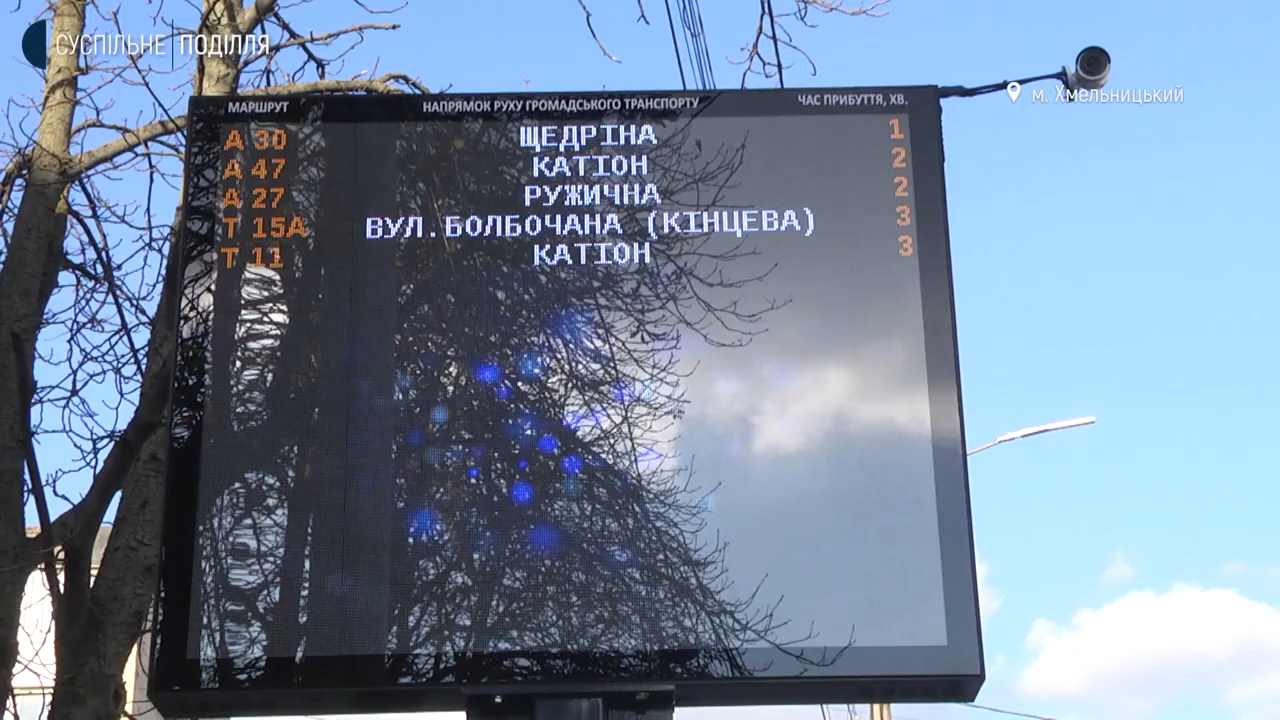 СУСПІЛЬНЕ ПОДІЛЛЯ
м. Хмельницький
МАРШРУТ НАПРЯМОК РУХУ ГРОМАДСЬКОГО ТРАНСПОРТУ ЧАС ПРИБУТТЯ, ХВ.
А 30 ЩЕДРІНА 1
А 47 КАТІОН 2
А 27 РУЖИЧНА 2
Т 15А ВУЛ.БОЛБОЧАНА (КІНЦЕВА) 3
Т 11 КАТІОН 3